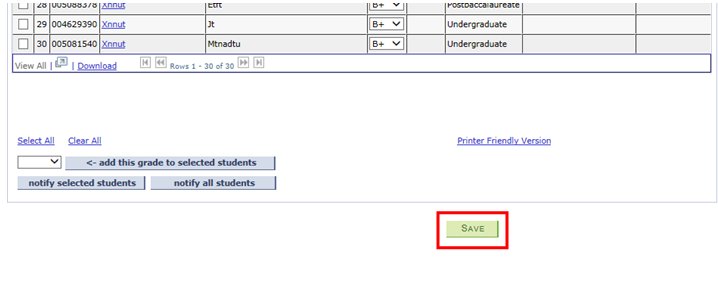 28 005088378 Xnnut Etft B+ Postbaccalaureate
29 004629390 Xnnut Jt B+ Undergraduate
30 005081540 Xnnut Mtnadtu B+ Undergraduate
View All | | Download Rows 1 - 30 of 30
Select All Clear All Printer Friendly Version
<- add this grade to selected students
notify selected students notify all students
SAVE